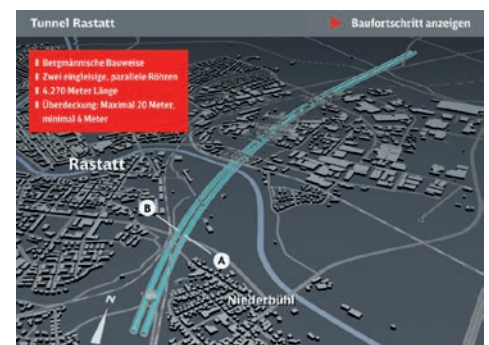 Tunnel Rastatt
Baufortschritt anzeigen
Bergmännische Bauweise
Zwei eingleisige, parallele Röhren
4.270 Meter Länge
Überdeckung: Maximal 20 Meter,
minimal 4 Meter
Rastatt
B
A
Niederbühl
N